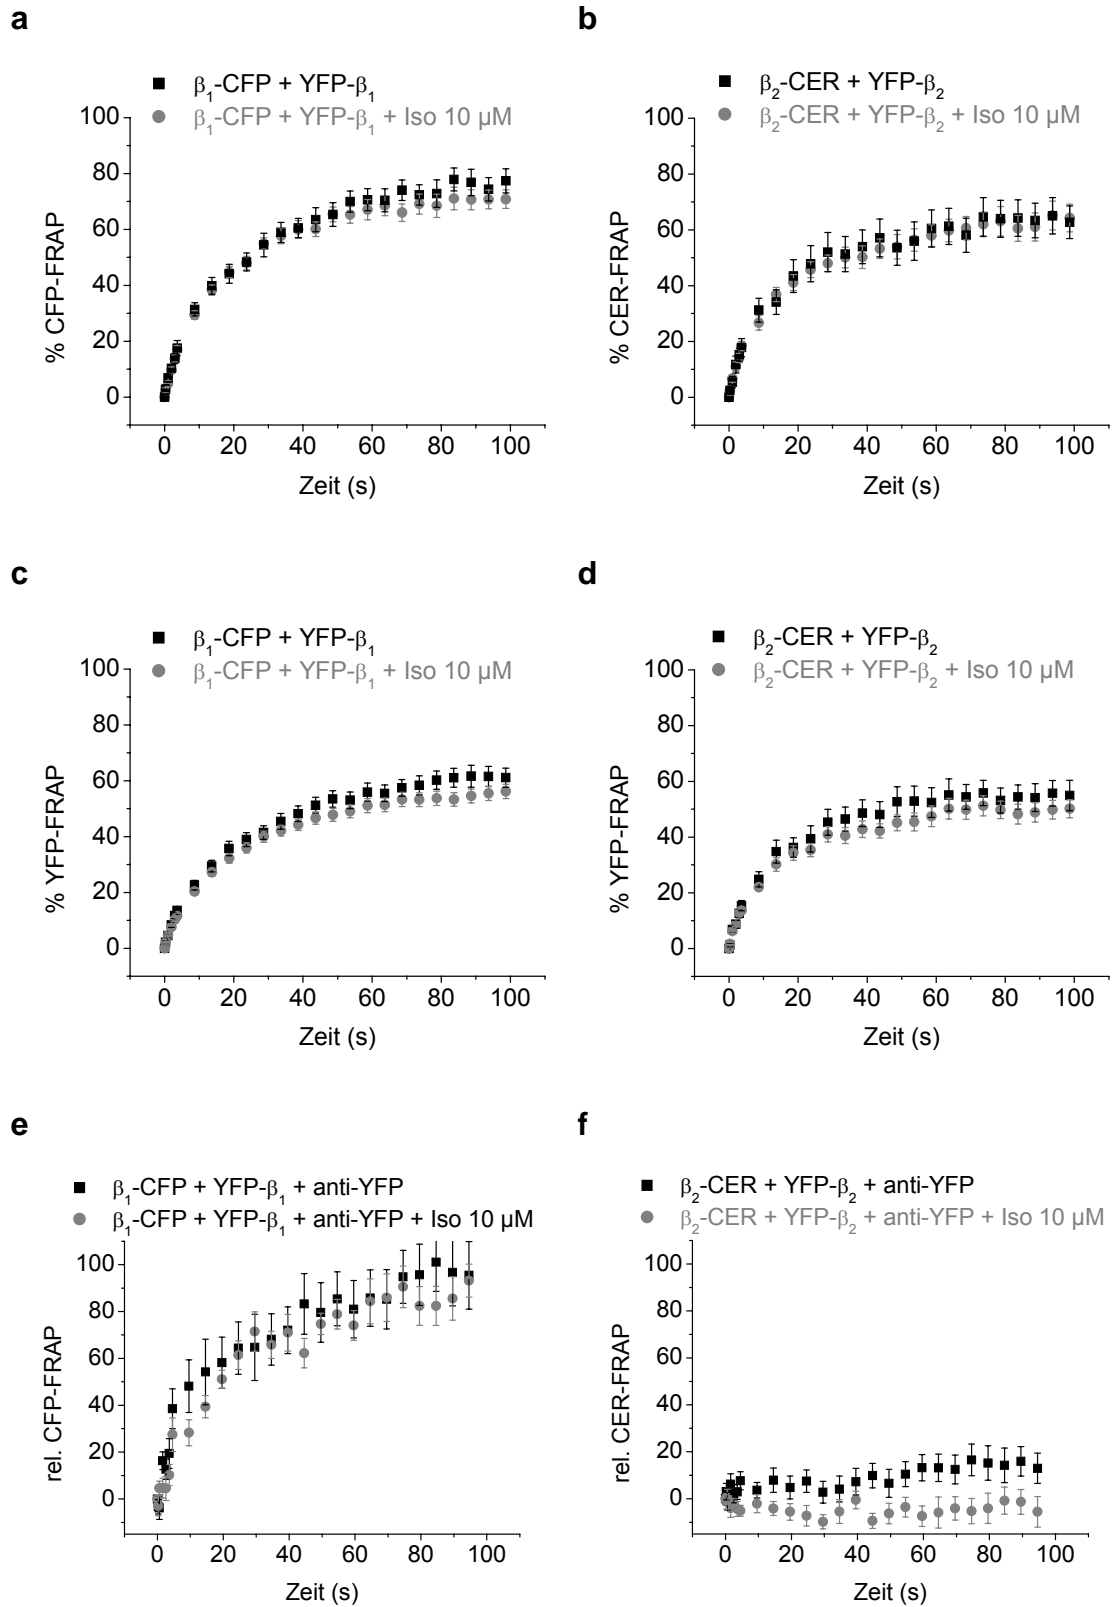 a
β₁-CFP + YFP-β₁
β₁-CFP + YFP-β₁ + Iso 10 µM
% CFP-FRAP
100
80
60
40
20
0
0 20 40 60 80 100
Zeit (s)
b
β₂-CER + YFP-β₂
β₂-CER + YFP-β₂ + Iso 10 µM
% CER-FRAP
100
80
60
40
20
0
0 20 40 60 80 100
Zeit (s)
c
β₁-CFP + YFP-β₁
β₁-CFP + YFP-β₁ + Iso 10 µM
% YFP-FRAP
100
80
60
40
20
0
0 20 40 60 80 100
Zeit (s)
d
β₂-CER + YFP-β₂
β₂-CER + YFP-β₂ + Iso 10 µM
% YFP-FRAP
100
80
60
40
20
0
0 20 40 60 80 100
Zeit (s)
e
β₁-CFP + YFP-β₁ + anti-YFP
β₁-CFP + YFP-β₁ + anti-YFP + Iso 10 µM
rel. CFP-FRAP
100
80
60
40
20
0
0 20 40 60 80 100
Zeit (s)
f
β₂-CER + YFP-β₂ + anti-YFP
β₂-CER + YFP-β₂ + anti-YFP + Iso 10 µM
rel. CER-FRAP
100
80
60
40
20
0
0 20 40 60 80 100
Zeit (s)